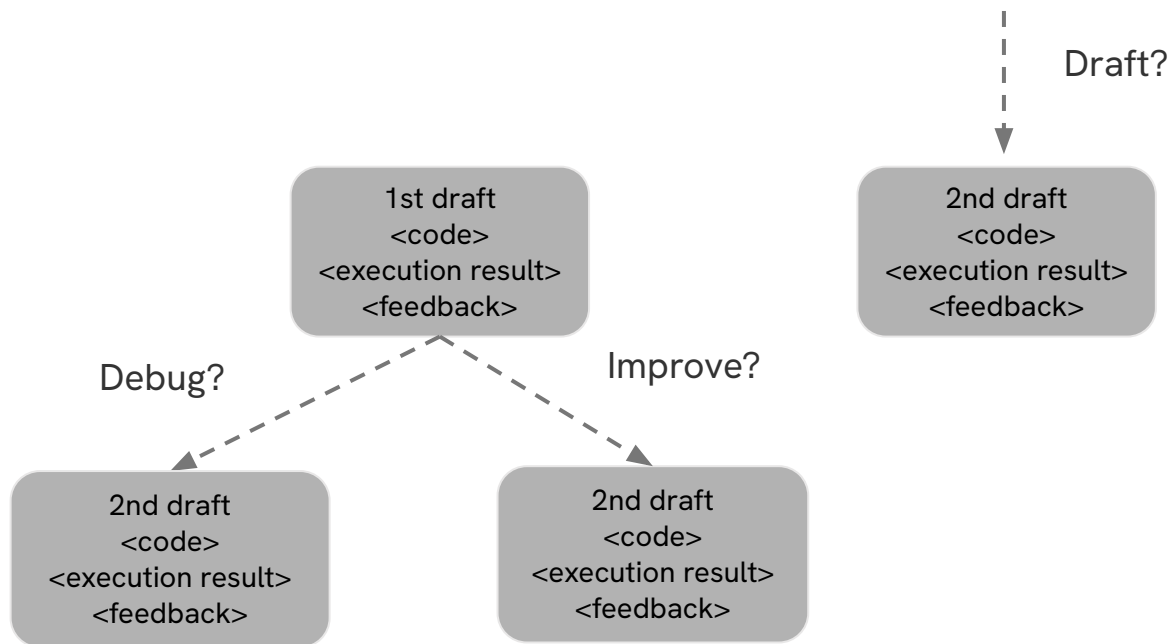 Draft?
1st draft
<code>
<execution result>
<feedback>
2nd draft
<code>
<execution result>
<feedback>
Debug?
Improve?
2nd draft
<code>
<execution result>
<feedback>
2nd draft
<code>
<execution result>
<feedback>